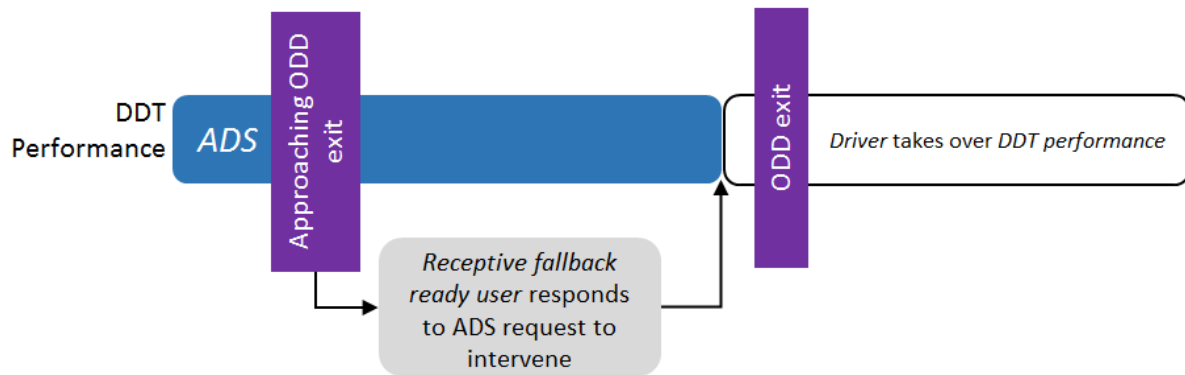 DDT
Performance
ADS
Approaching ODD
exit
ODD exit
Driver takes over DDT performance
Receptive fallback
ready user responds
to ADS request to
intervene